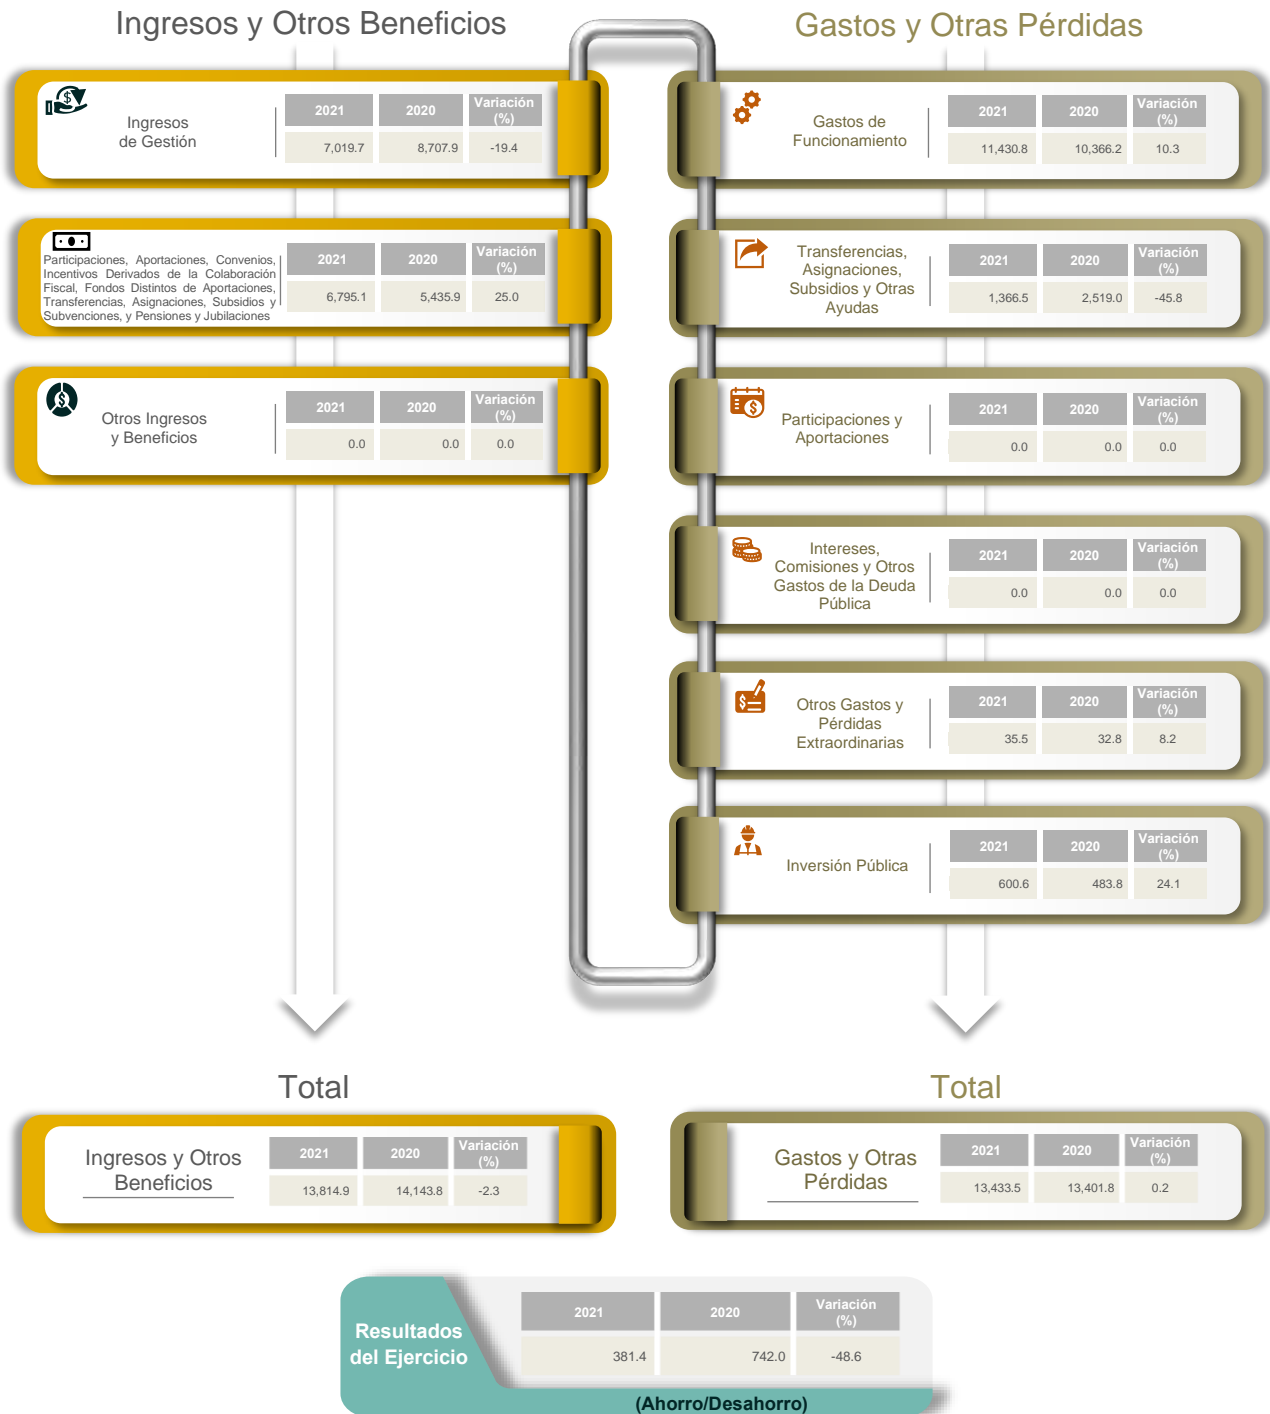 Ingresos y Otros Beneficios
Ingresos
de Gestión
2021 2020 Variación (%)
7,019.7 8,707.9 -19.4
Participaciones, Aportaciones, Convenios,
Incentivos Derivados de la Colaboración
Fiscal, Fondos Distintos de Aportaciones,
Transferencias, Asignaciones, Subsidios y
Subvenciones, y Pensiones y Jubilaciones
2021 2020 Variación (%)
6,795.1 5,435.9 25.0
Otros Ingresos
y Beneficios
2021 2020 Variación (%)
0.0 0.0 0.0
Gastos y Otras Pérdidas
Gastos de
Funcionamiento
2021 2020 Variación (%)
11,430.8 10,366.2 10.3
Transferencias,
Asignaciones,
Subsidios y Otras
Ayudas
2021 2020 Variación (%)
1,366.5 2,519.0 -45.8
Participaciones y
Aportaciones
2021 2020 Variación (%)
0.0 0.0 0.0
Intereses,
Comisiones y Otros
Gastos de la Deuda
Pública
2021 2020 Variación (%)
0.0 0.0 0.0
Otros Gastos y
Pérdidas
Extraordinarias
2021 2020 Variación (%)
35.5 32.8 8.2
Inversión Pública
2021 2020 Variación (%)
600.6 483.8 24.1
Total
Ingresos y Otros
Beneficios
2021 2020 Variación (%)
13,814.9 14,143.8 -2.3
Total
Gastos y Otras
Pérdidas
2021 2020 Variación (%)
13,433.5 13,401.8 0.2
Resultados
del Ejercicio
2021 2020 Variación (%)
381.4 742.0 -48.6
(Ahorro/Desahorro)